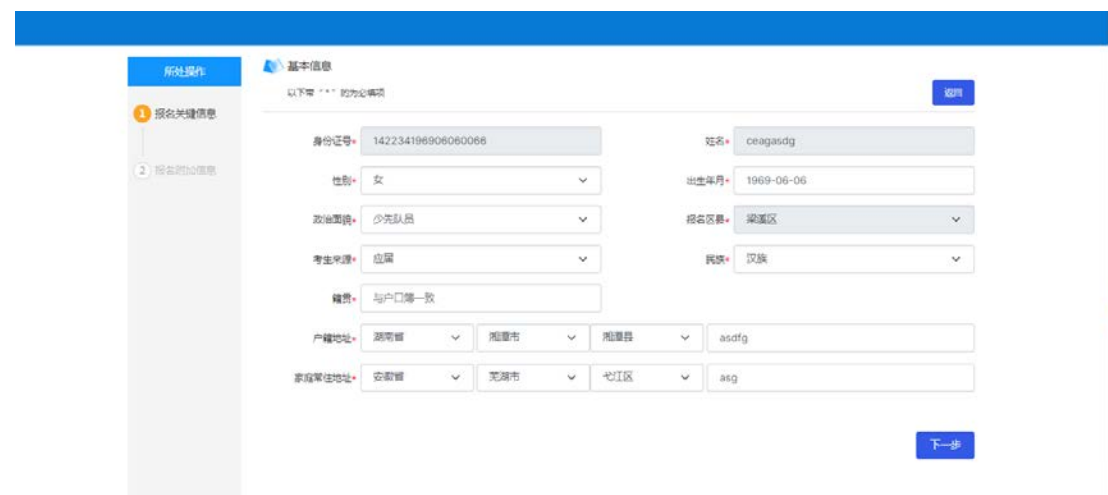 所处操作
1 报名关键信息
2 报名附加信息
基本信息
以下带 "*" 的为必填项
返回
身份证号* 142234196906060066
姓名* ceagasdg
性别* 女
出生年月* 1969-06-06
政治面貌* 少先队员
报名区县* 梁溪区
考生来源* 应届
民族* 汉族
籍贯* 与户口簿一致
户籍地址* 湖南省 湘潭市 湘潭县 asdfg
家庭常住地址* 安徽省 芜湖市 弋江区 asg
下一步